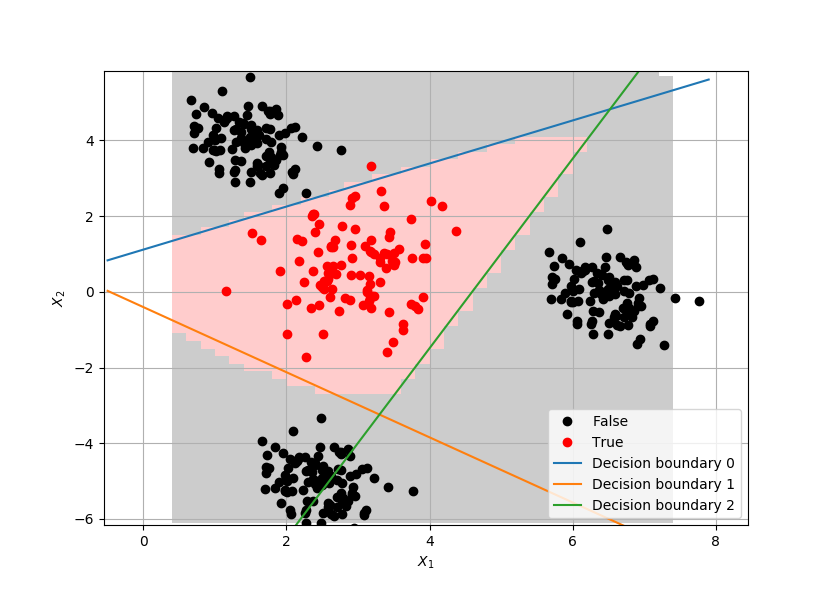 4
2
0
−2
−4
−6
X2
0
2
4
6
8
X1
False
True
Decision boundary 0
Decision boundary 1
Decision boundary 2